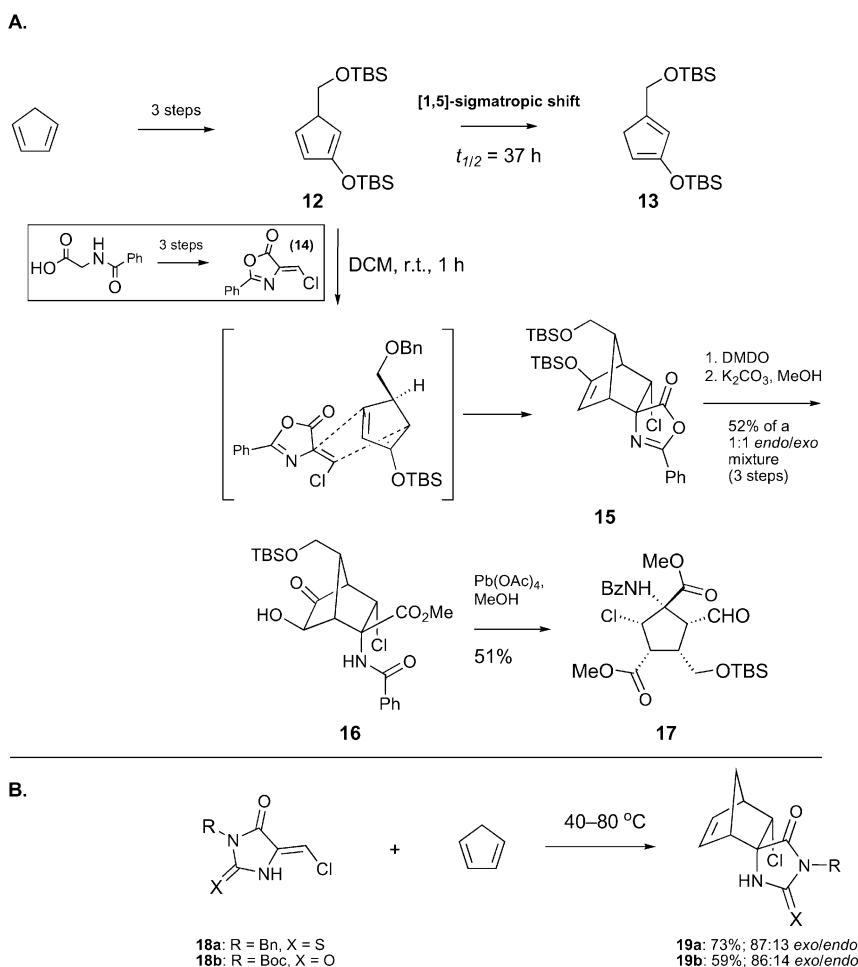 A.
3 steps
OTBS
OTBS
12
[1,5]-sigmatropic shift
t1/2 = 37 h
OTBS
OTBS
13
HO
O
H
N
O
Ph
3 steps
O
(14)
O
Ph
N
Cl
DCM, r.t., 1 h
OBn
H
O
O
Ph
N
Cl
OTBS
TBSO
TBSO
O
Cl
O
N
Ph
15
1. DMDO
2. K2CO3, MeOH
52% of a
1:1 endo/exo
mixture
(3 steps)
TBSO
O
HO
CO2Me
Cl
HN
O
Ph
16
Pb(OAc)4,
MeOH
51%
MeO
BzNH
O
Cl
CHO
MeO
O
OTBS
17
B.
O
R
N
NH
X
Cl
+
40–80 °C
O
Cl
N
R
HN
X
18a: R = Bn, X = S
18b: R = Boc, X = O
19a: 73%; 87:13 exo/endo
19b: 59%; 86:14 exo/endo